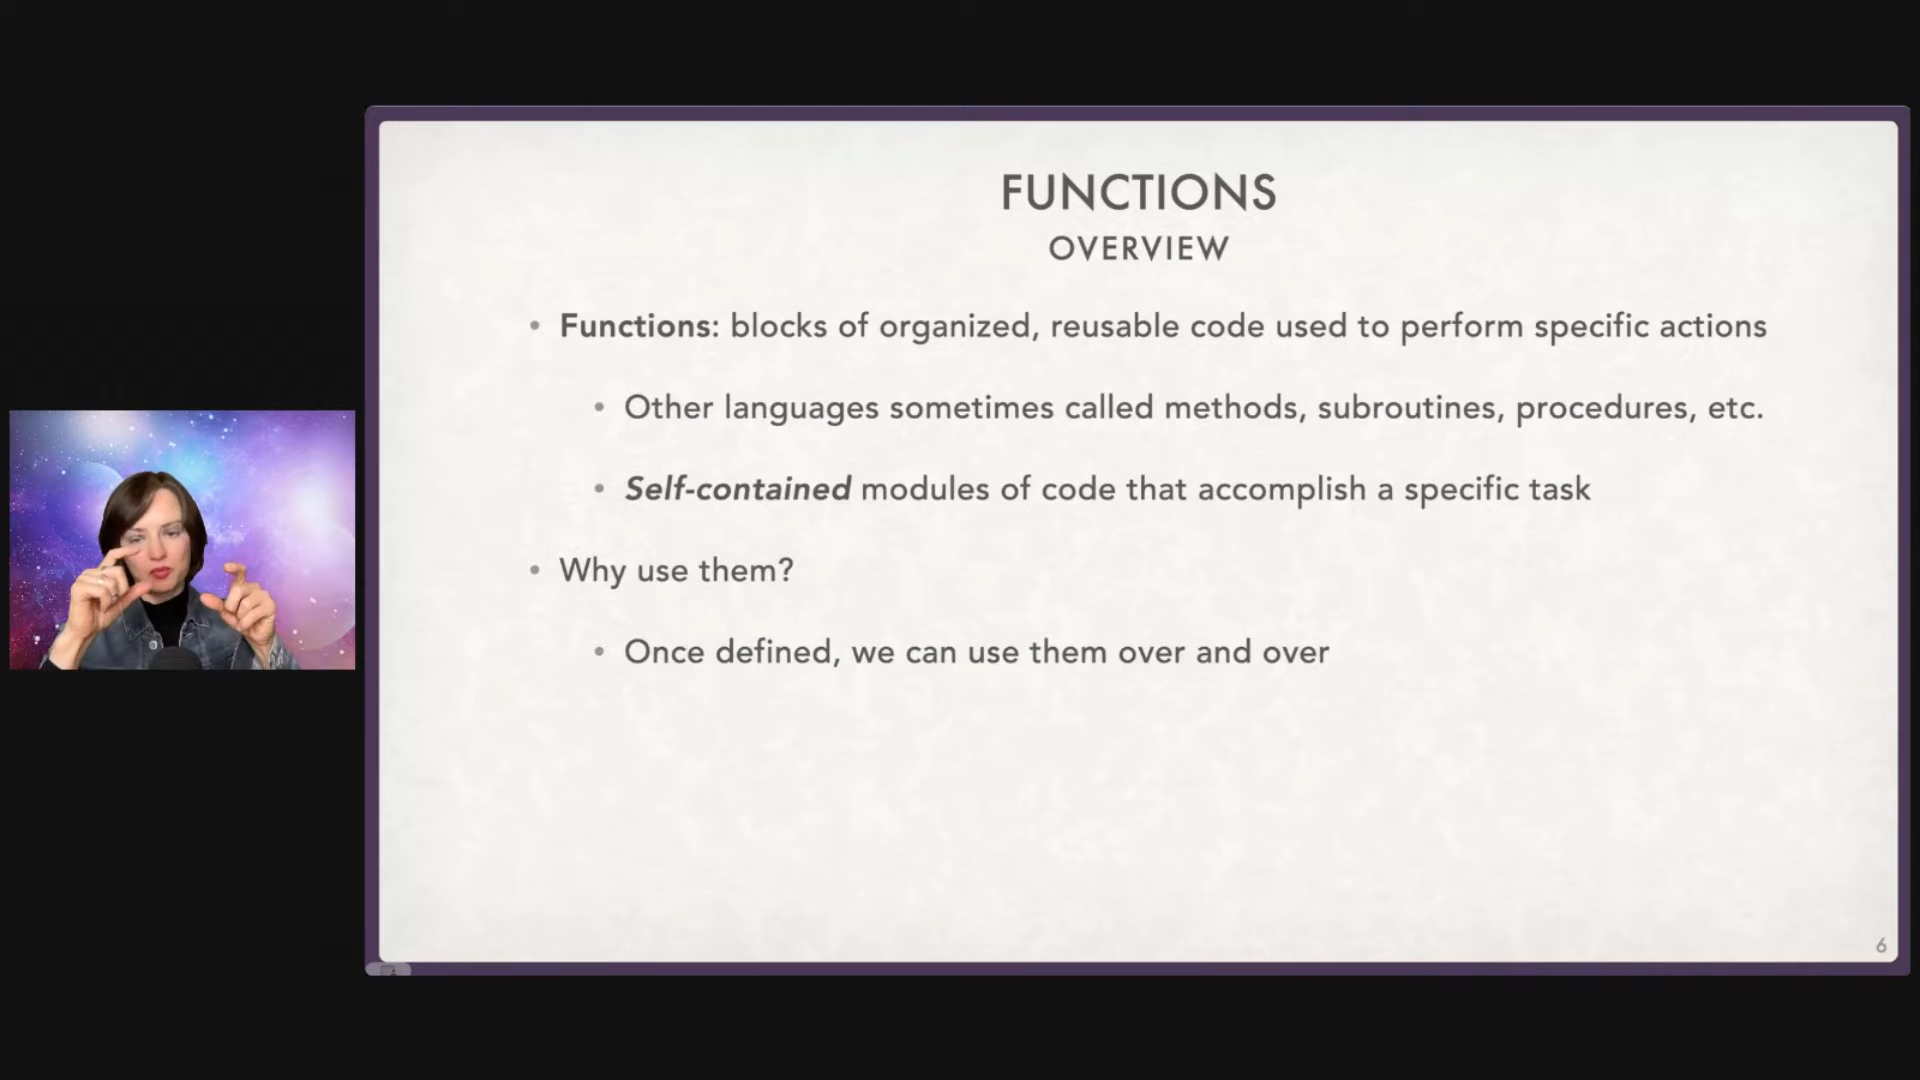 FUNCTIONS
OVERVIEW
• Functions: blocks of organized, reusable code used to perform specific actions
• Other languages sometimes called methods, subroutines, procedures, etc.
• Self-contained modules of code that accomplish a specific task
• Why use them?
• Once defined, we can use them over and over
6